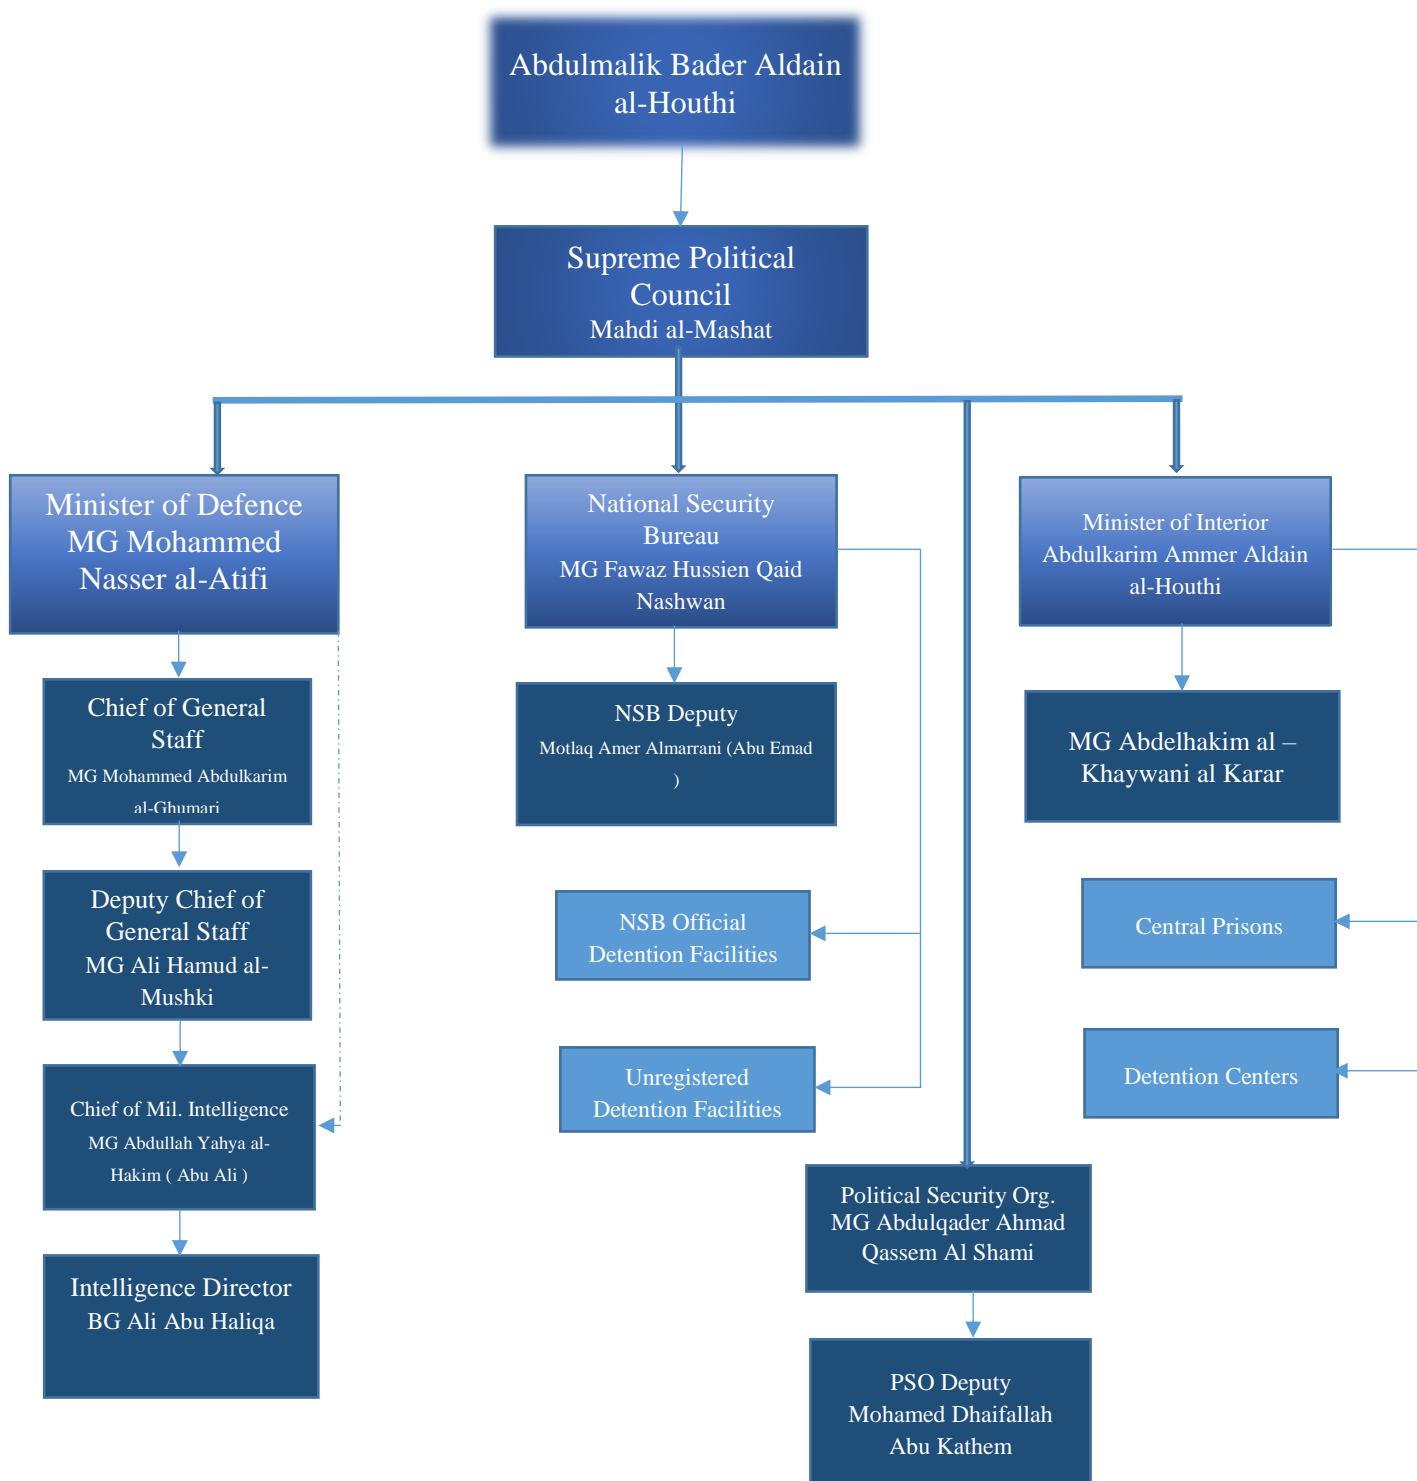 Abdulmalik Bader Aldain
al-Houthi
Supreme Political
Council
Mahdi al-Mashat
Minister of Defence
MG Mohammed
Nasser al-Atifi
National Security
Bureau
MG Fawaz Hussien Qaid
Nashwan
Minister of Interior
Abdulkarim Ammer Aldain
al-Houthi
Chief of General
Staff
MG Mohammed Abdulkarim
al-Ghumari
NSB Deputy
Motlaq Amer Almarrani (Abu Emad
)
MG Abdelhakim al –
Khaywani al Karar
Deputy Chief of
General Staff
MG Ali Hamud al-
Mushki
NSB Official
Detention Facilities
Central Prisons
Chief of Mil. Intelligence
MG Abdullah Yahya al-
Hakim ( Abu Ali )
Unregistered
Detention Facilities
Detention Centers
Political Security Org.
MG Abdulqader Ahmad
Qassem Al Shami
Intelligence Director
BG Ali Abu Haliqa
PSO Deputy
Mohamed Dhaifallah
Abu Kathem